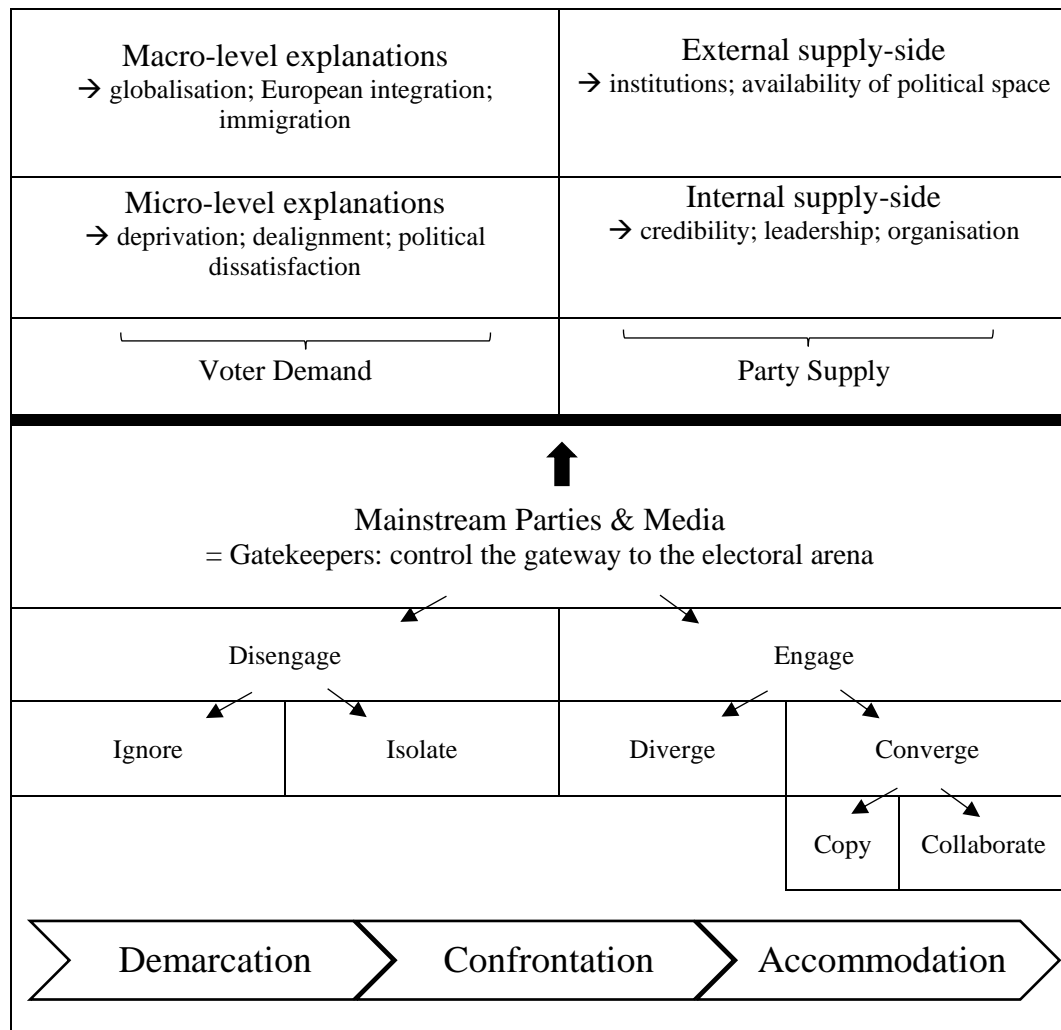 Macro-level explanations
→ globalisation; European integration;
immigration
External supply-side
→ institutions; availability of political space
Micro-level explanations
→ deprivation; dealignment; political
dissatisfaction
Internal supply-side
→ credibility; leadership; organisation
Voter Demand
Party Supply
Mainstream Parties & Media
= Gatekeepers: control the gateway to the electoral arena
Disengage
Engage
Ignore
Isolate
Diverge
Converge
Copy
Collaborate
Demarcation
Confrontation
Accommodation